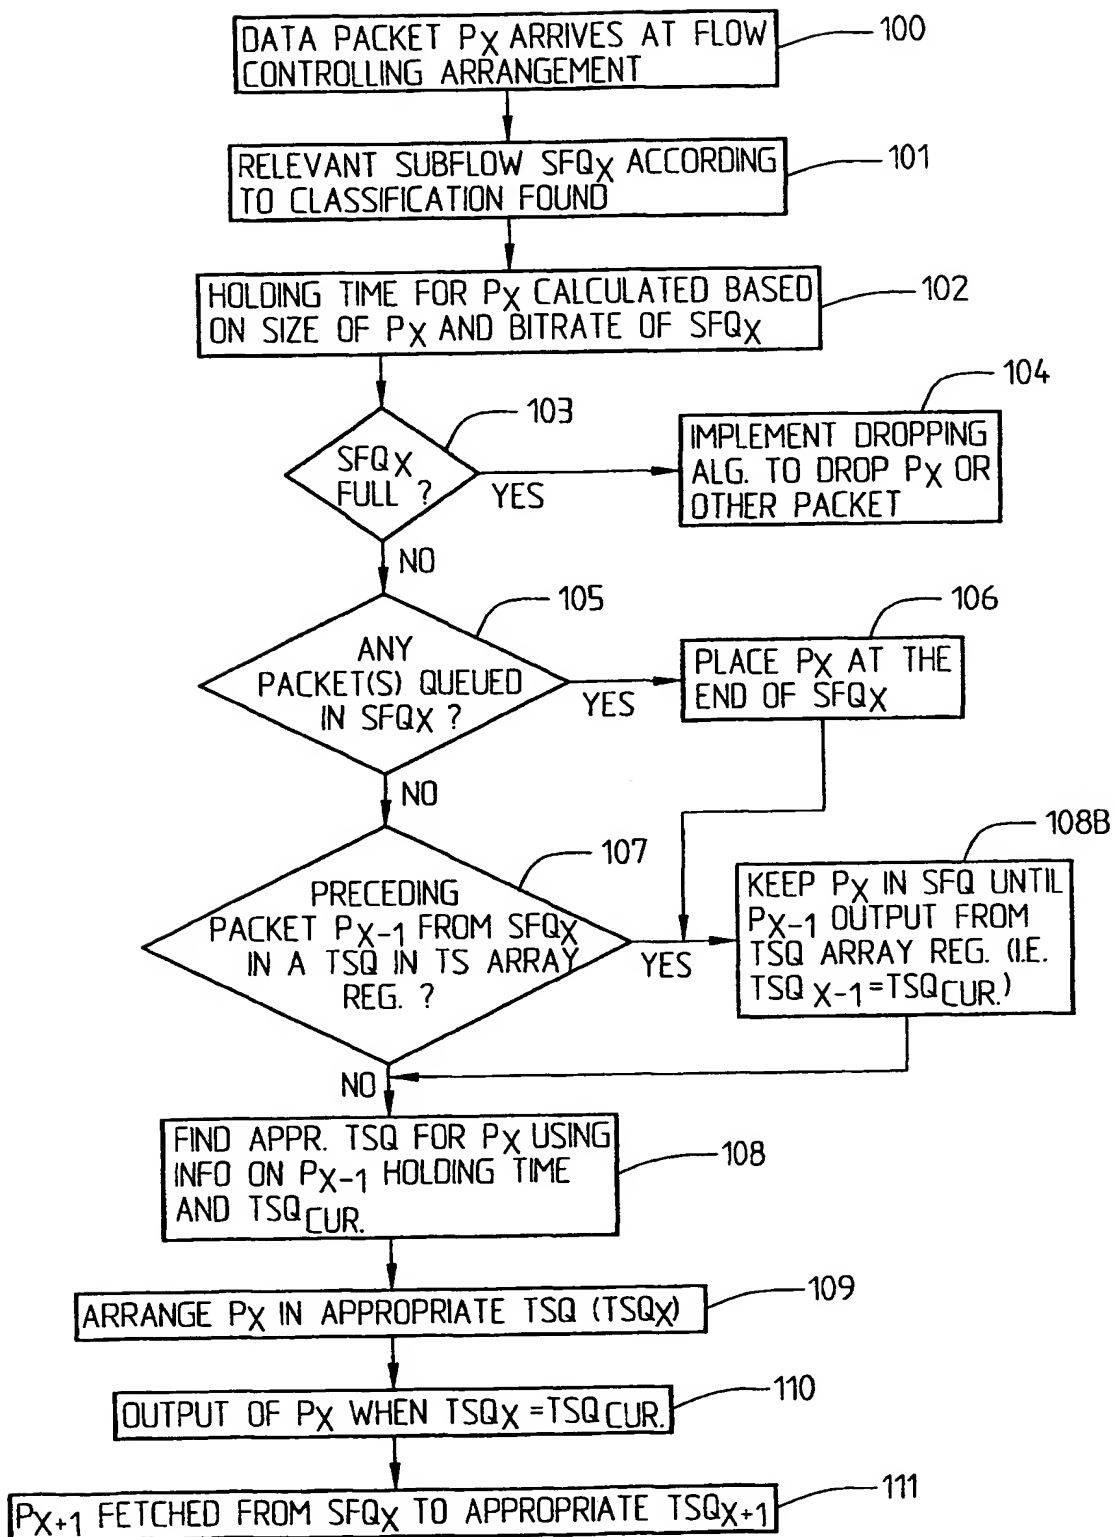 DATA PACKET PX ARRIVES AT FLOW
CONTROLLING ARRANGEMENT
100
RELEVANT SUBFLOW SFQX ACCORDING
TO CLASSIFICATION FOUND
101
HOLDING TIME FOR PX CALCULATED BASED
ON SIZE OF PX AND BITRATE OF SFQX
102
103
SFQX
FULL ?
YES
NO
104
IMPLEMENT DROPPING
ALG. TO DROP PX OR
OTHER PACKET
105
ANY
PACKET(S) QUEUED
IN SFQX ?
YES
NO
106
PLACE PX AT THE
END OF SFQX
107
PRECEDING
PACKET PX-1 FROM SFQX
IN A TSQ IN TS ARRAY
REG. ?
YES
NO
108B
KEEP PX IN SFQ UNTIL
PX-1 OUTPUT FROM
TSQ ARRAY REG. (I.E.
TSQX-1=TSQCUR.)
FIND APPR. TSQ FOR PX USING
INFO ON PX-1 HOLDING TIME
AND TSQCUR.
108
ARRANGE PX IN APPROPRIATE TSQ (TSQX)
109
OUTPUT OF PX WHEN TSQX=TSQCUR.
110
PX+1 FETCHED FROM SFQX TO APPROPRIATE TSQX+1
111